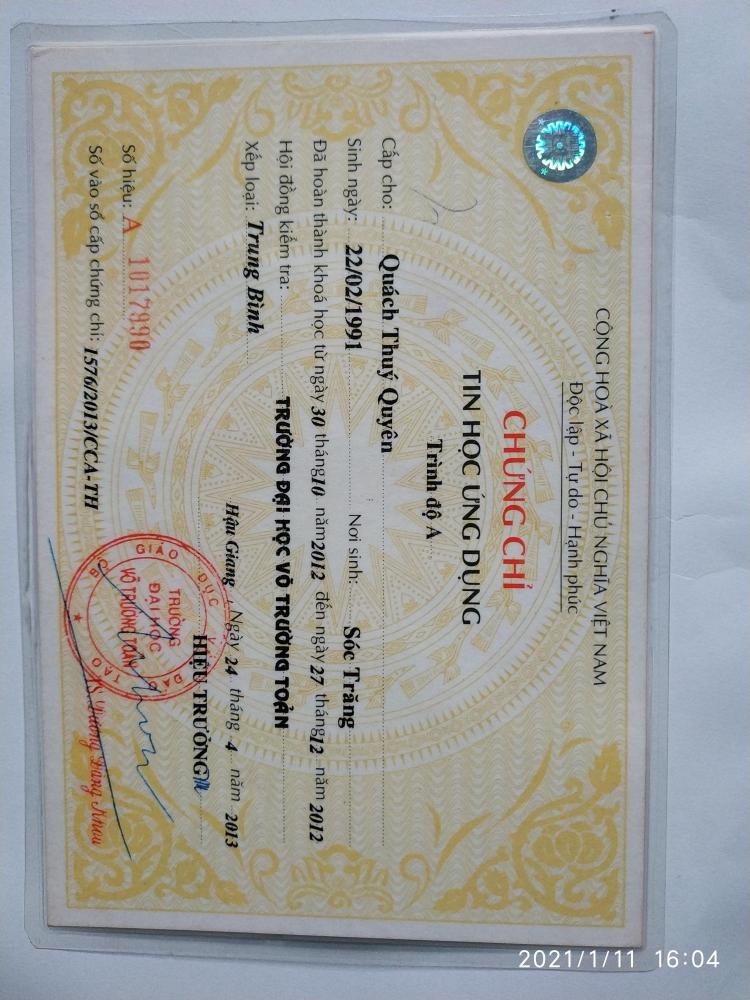 CỘNG HOÀ XÃ HỘI CHỦ NGHĨA VIỆT NAM
Độc lập - Tự do - Hạnh phúc
CHỨNG CHỈ
TIN HỌC ỨNG DỤNG
Trình độ A
Cấp cho: Quách Thuý Quyên
Sinh ngày: 22/02/1991 Nơi sinh: Sóc Trăng
Đã hoàn thành khoá học từ ngày 30 tháng 10 năm 2012 đến ngày 27 tháng 12 năm 2012
Hội đồng kiểm tra: TRƯỜNG ĐẠI HỌC VÕ TRƯỜNG TOẢN
Xếp loại: Trung Bình
Hậu Giang, Ngày 24 tháng 4 năm 2013
HIỆU TRƯỞNG
BỘ GIÁO DỤC VÀ ĐÀO TẠO
TRƯỜNG
ĐẠI HỌC
VÕ TRƯỜNG TOẢN
Dương Đăng Khoa
Số hiệu: A 1017990
Số vào sổ cấp chứng chỉ: 1576/2013/CCA-TH
2021/1/11 16:04